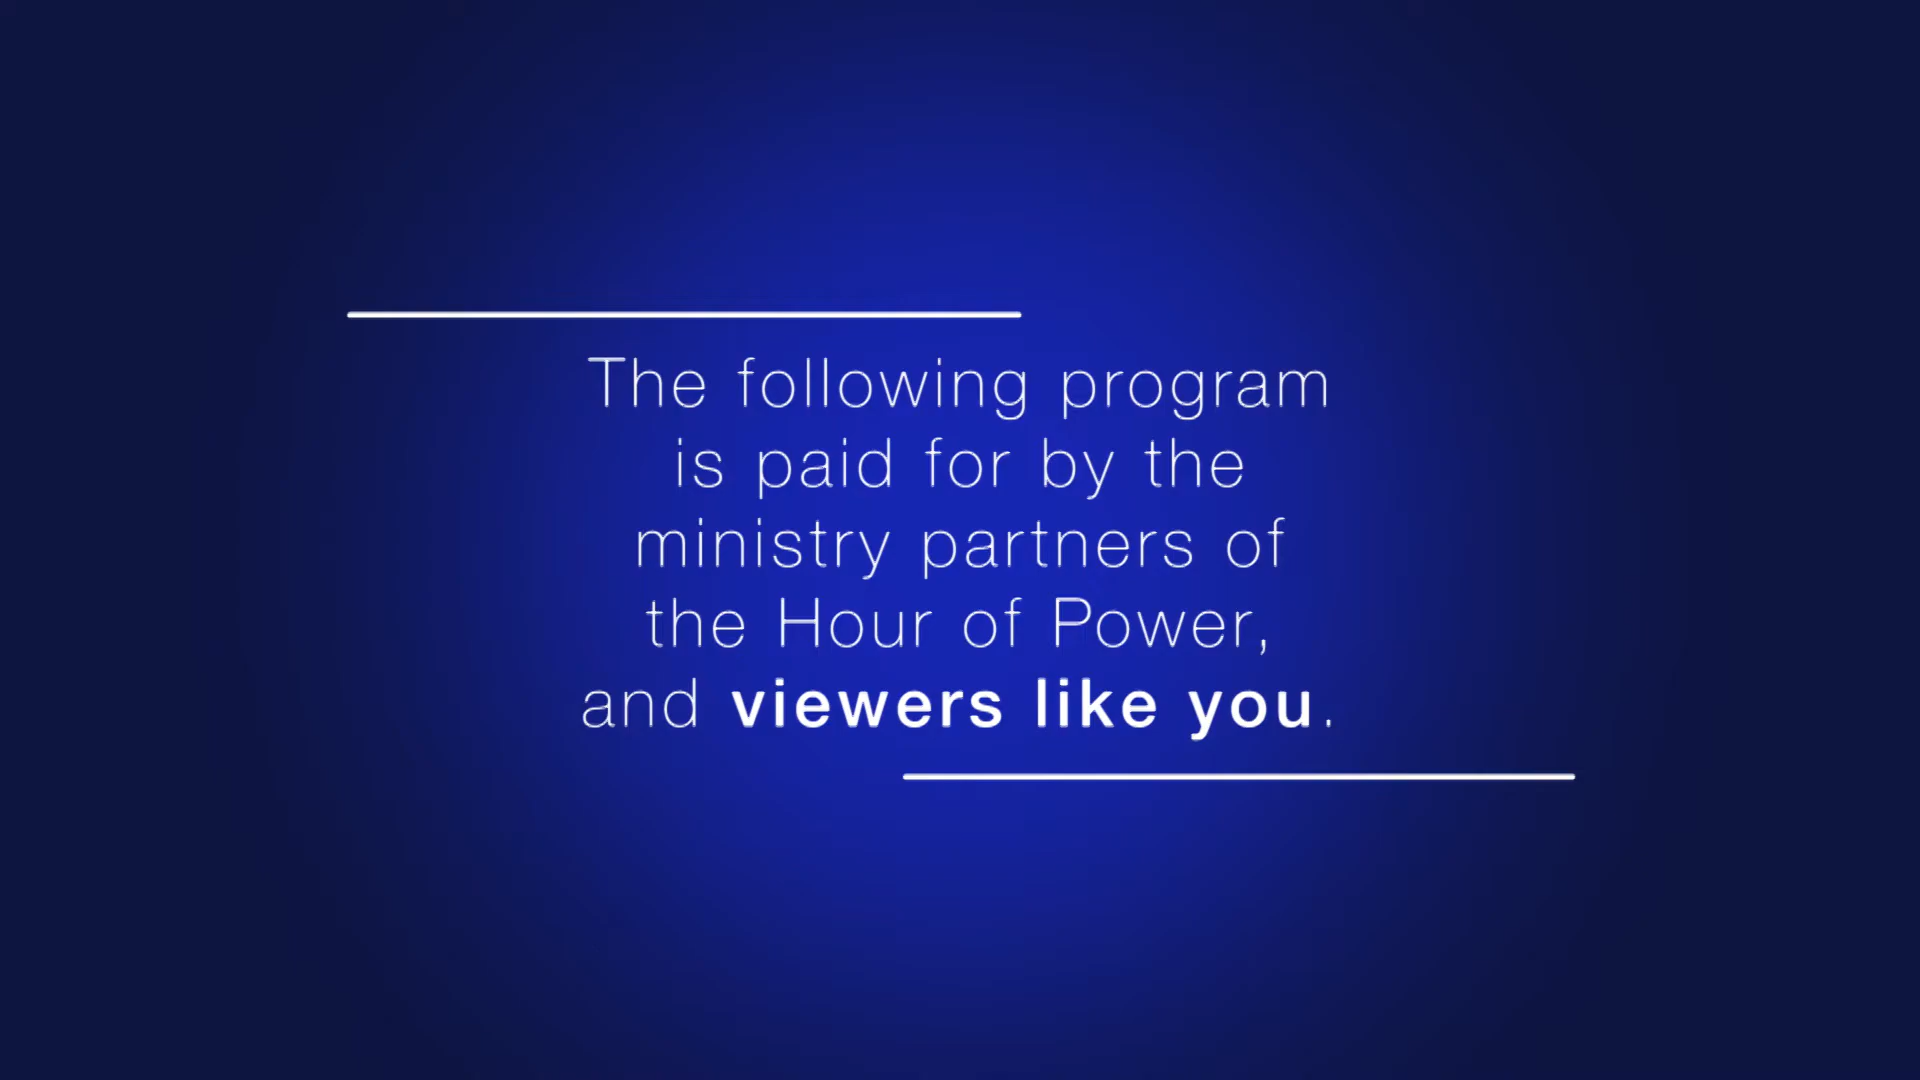 The following program
is paid for by the
ministry partners of
the Hour of Power,
and viewers like you.